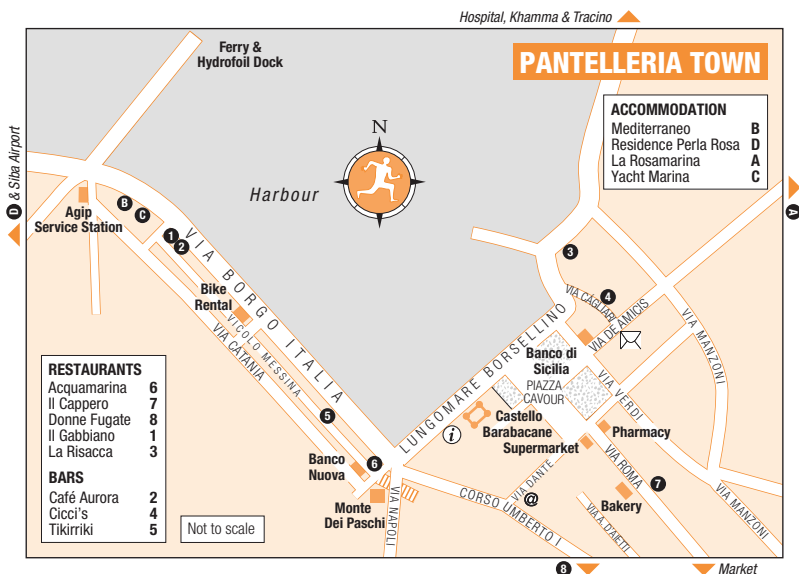 Hospital, Khamma & Tracino
PANTELLERIA TOWN
Ferry &
Hydrofoil Dock
ACCOMMODATION
Mediterraneo B
Residence Perla Rosa D
La Rosamarina A
Yacht Marina C
N
Harbour
D & Siba Airport
A
Agip
Service Station
B
C
1
2
VIA BORGO ITALIA
Bike
Rental
VICOLO MESSINA
VIA CATANIA
3
4
VIA CAGLIARI
VIA DE AMICIS
VIA MANZONI
LUNGOMARE BORSELLINO
Banco di
Sicilia
PIAZZA
CAVOUR
VIA VERDI
Castello
Barabacane
Supermarket
Pharmacy
i
5
6
Banco
Nuova
Monte
Dei Paschi
VIA NAPOLI
CORSO UMBERTO I
VIA DANTE
@
VIA ROMA
7
Bakery
VIA A. D'AETTI
VIA MANZONI
RESTAURANTS
Acquamarina 6
Il Cappero 7
Donne Fugate 8
Il Gabbiano 1
La Risacca 3
BARS
Café Aurora 2
Cicci's 4
Tikirriki 5
Not to scale
8
Market